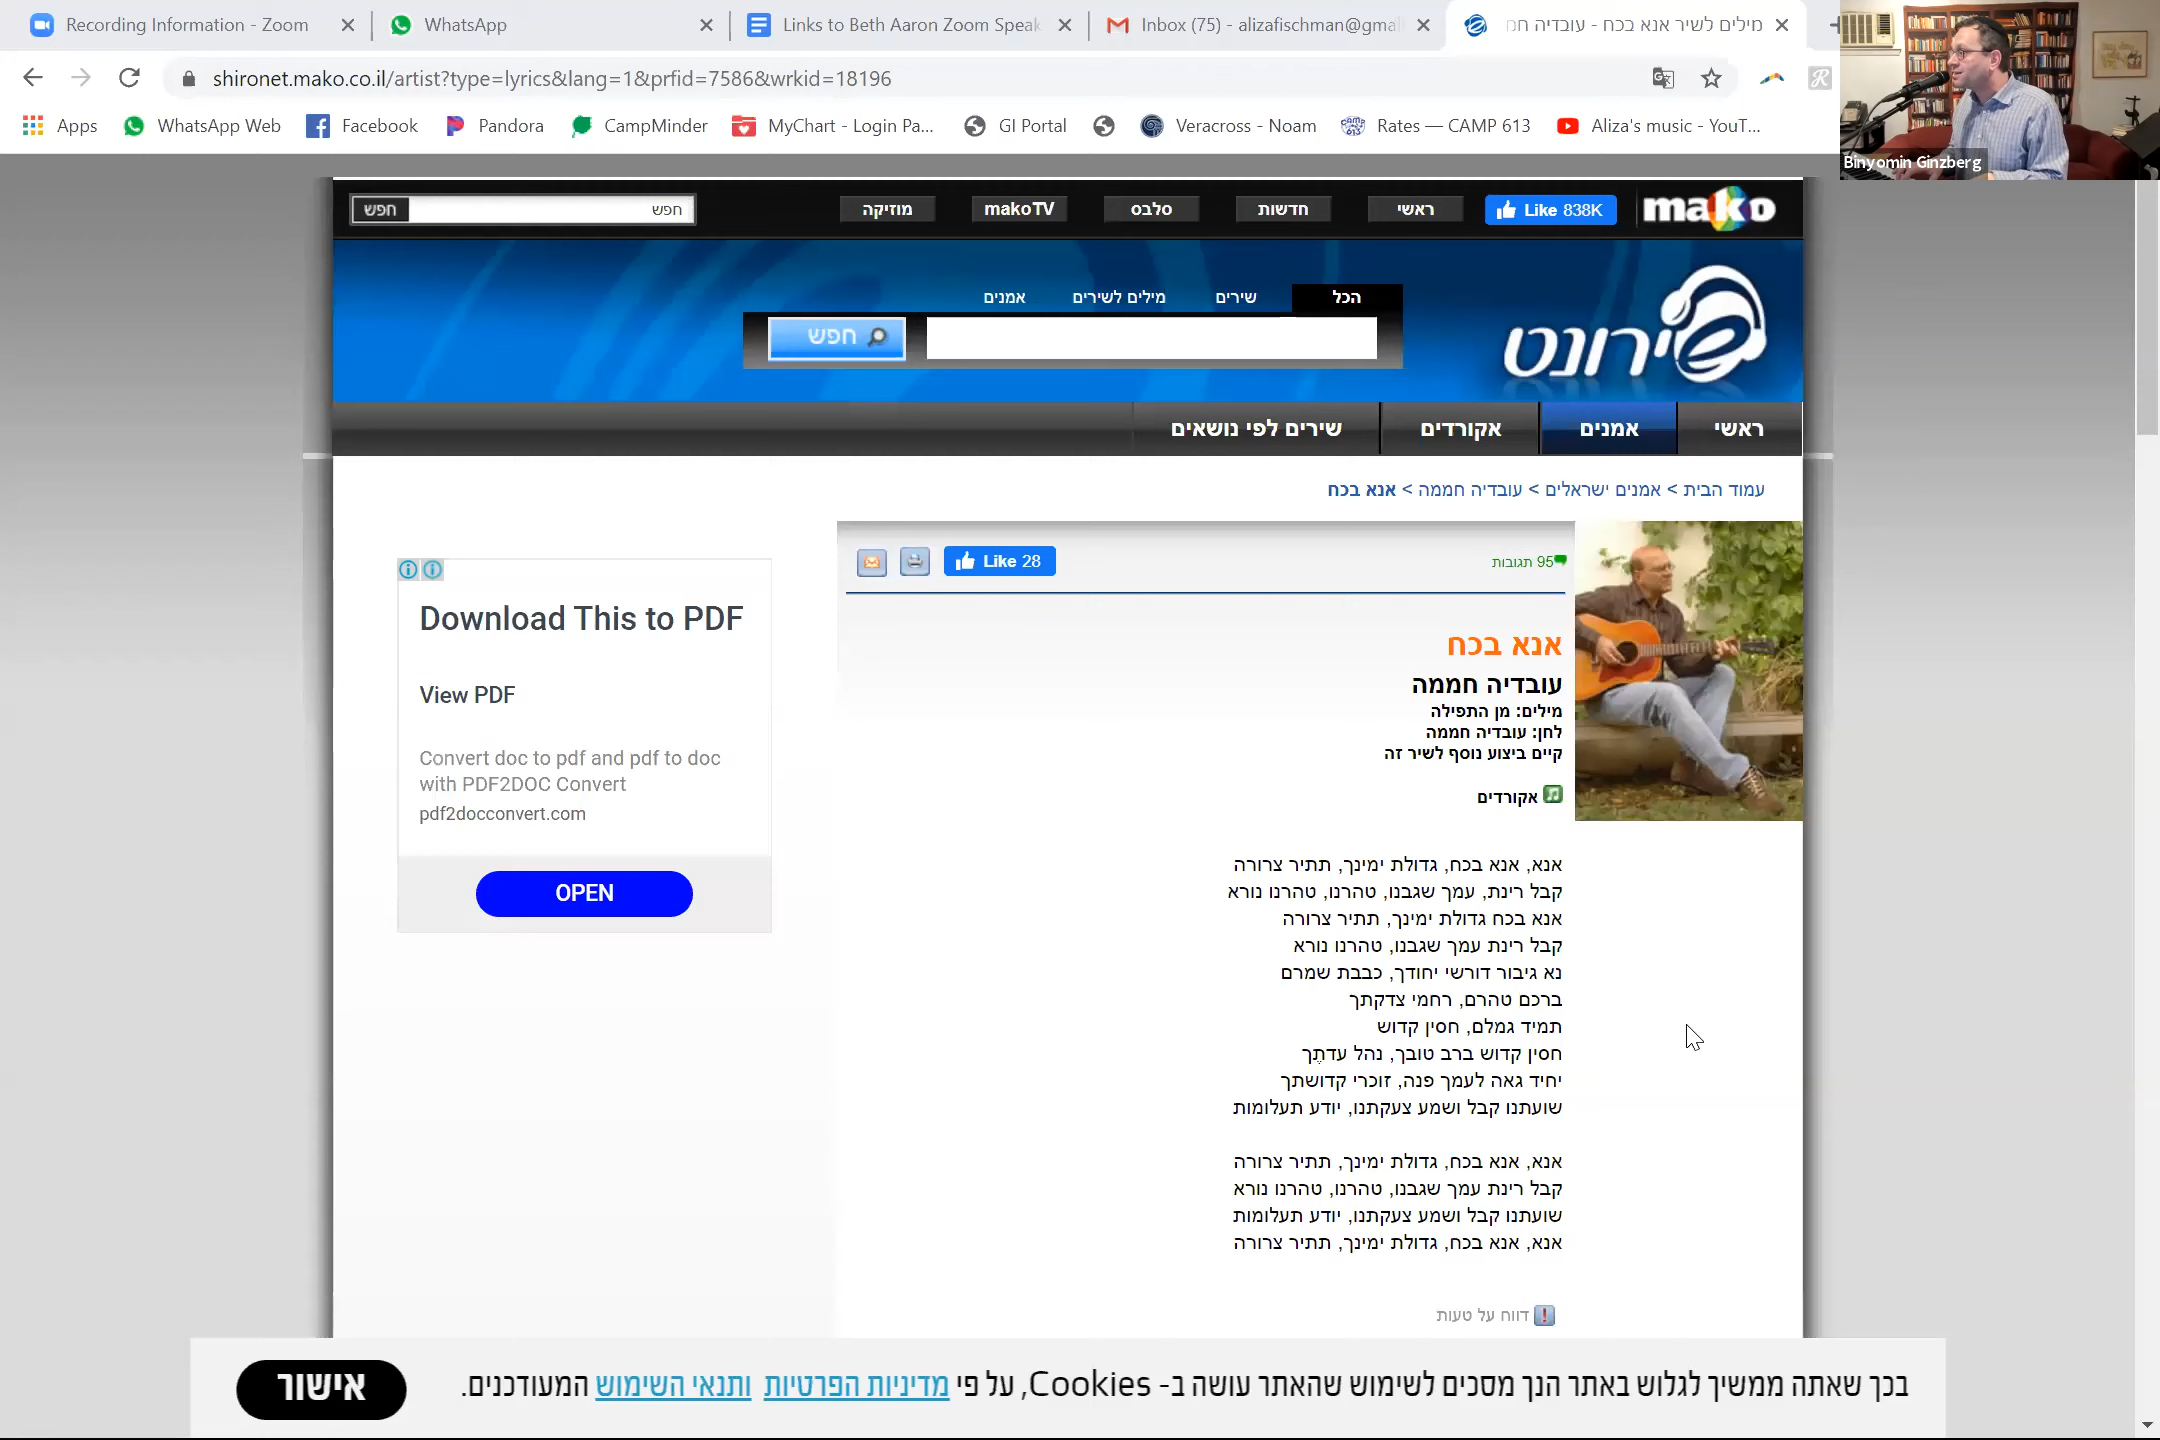 Recording Information - Zoom
WhatsApp
Links to Beth Aaron Zoom Speak
Inbox (75) - alizafischman@gmai
מילים לשיר אנא בכח - עובדיה חמ
shironet.mako.co.il/artist?type=lyrics&lang=1&prfid=7586&wrkid=18196
Apps
WhatsApp Web
Facebook
Pandora
CampMinder
MyChart - Login Pa...
GI Portal
Veracross - Noam
Rates — CAMP 613
Aliza's music - YouT...
Binyomin Ginzberg
mako
Like 838K
ראשי
חדשות
סלבס
makoTV
מוזיקה
חפש
חפש
שירונט
הכל
שירים
מילים לשירים
אמנים
חפש
ראשי
אמנים
אקורדים
שירים לפי נושאים
עמוד הבית > אמנים ישראלים > עובדיה חממה > אנא בכח
95 תגובות
Like 28
אנא בכח
עובדיה חממה
מילים: מן התפילה
לחן: עובדיה חממה
קיים ביצוע נוסף לשיר זה
אקורדים
אנא, אנא בכח, גדולת ימינך, תתיר צרורה
קבל רינת, עמך שגבנו, טהרנו, טהרנו נורא
אנא בכח גדולת ימינך, תתיר צרורה
קבל רינת עמך שגבנו, טהרנו נורא
נא גיבור דורשי יחודך, כבבת שמרם
ברכם טהרם, רחמי צדקתך
תמיד גמלם, חסין קדוש
חסין קדוש ברב טובך, נהל עדתֶך
יחיד גאה לעמך פנה, זוכרי קדושתך
שועתנו קבל ושמע צעקתנו, יודע תעלומות
אנא, אנא בכח, גדולת ימינך, תתיר צרורה
קבל רינת עמך שגבנו, טהרנו, טהרנו נורא
שועתנו קבל ושמע צעקתנו, יודע תעלומות
אנא, אנא בכח, גדולת ימינך, תתיר צרורה
דווח על טעות
Download This to PDF
View PDF
Convert doc to pdf and pdf to doc
with PDF2DOC Convert
pdf2docconvert.com
OPEN
בכך שאתה ממשיך לגלוש באתר הנך מסכים לשימוש שהאתר עושה ב- Cookies, על פי מדיניות הפרטיות ותנאי השימוש המעודכנים.
אישור